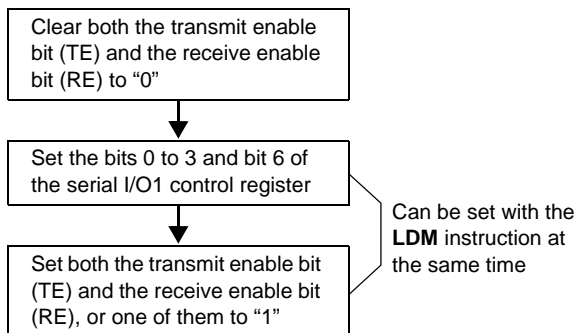 Clear both the transmit enable
bit (TE) and the receive enable
bit (RE) to “0”
Set the bits 0 to 3 and bit 6 of
the serial I/O1 control register
Can be set with the
LDM instruction at
the same time
Set both the transmit enable bit
(TE) and the receive enable bit
(RE), or one of them to “1”